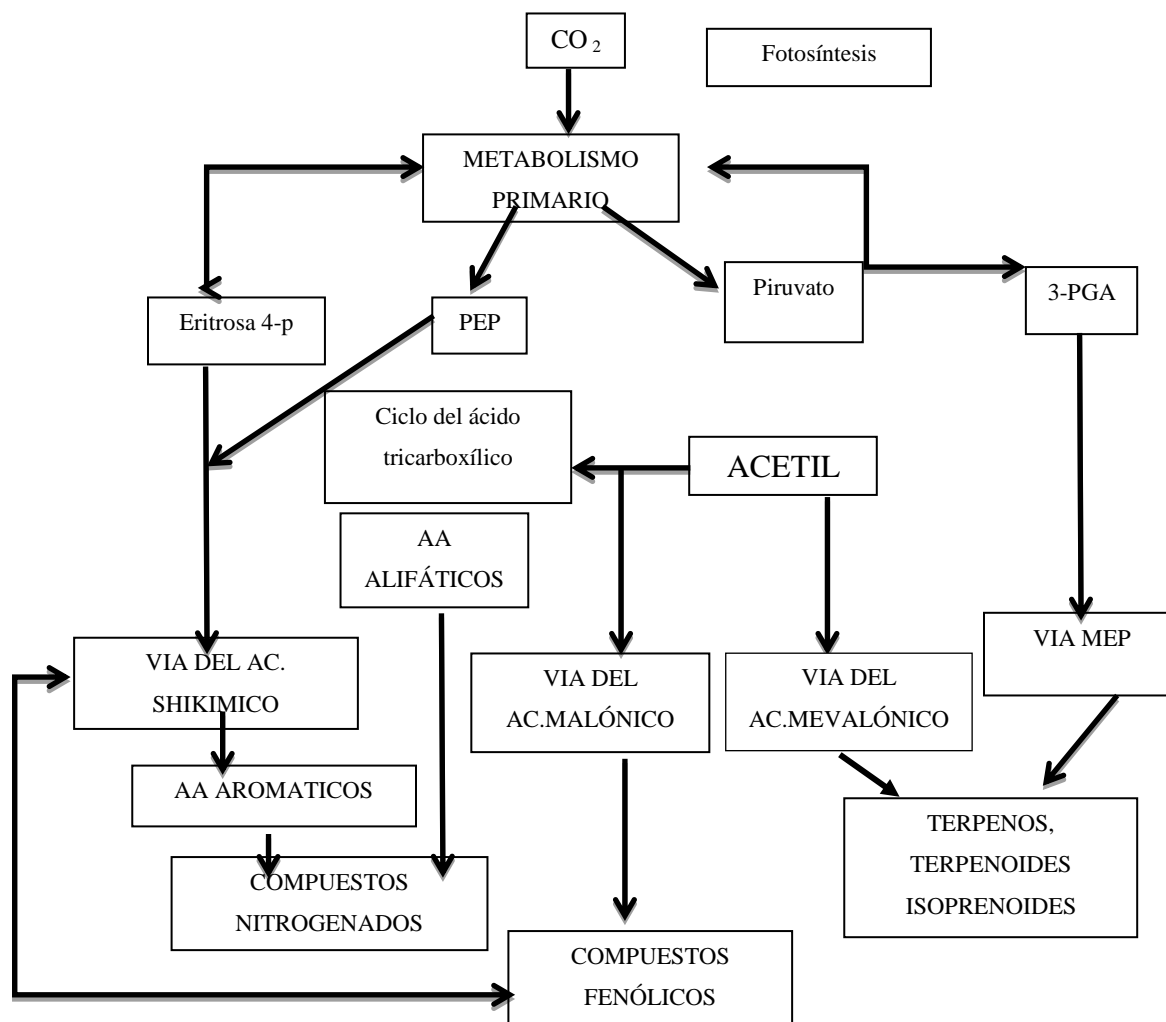 CO 2
Fotosíntesis
METABOLISMO
PRIMARIO
Eritrosa 4-p
PEP
Piruvato
3-PGA
Ciclo del ácido
tricarboxílico
ACETIL
AA
ALIFÁTICOS
VIA DEL AC.
SHIKIMICO
VIA DEL
AC.MALÓNICO
VIA DEL
AC.MEVALÓNICO
VIA MEP
AA AROMATICOS
COMPUESTOS
NITROGENADOS
TERPENOS,
TERPENOIDES
ISOPRENOIDES
COMPUESTOS
FENÓLICOS